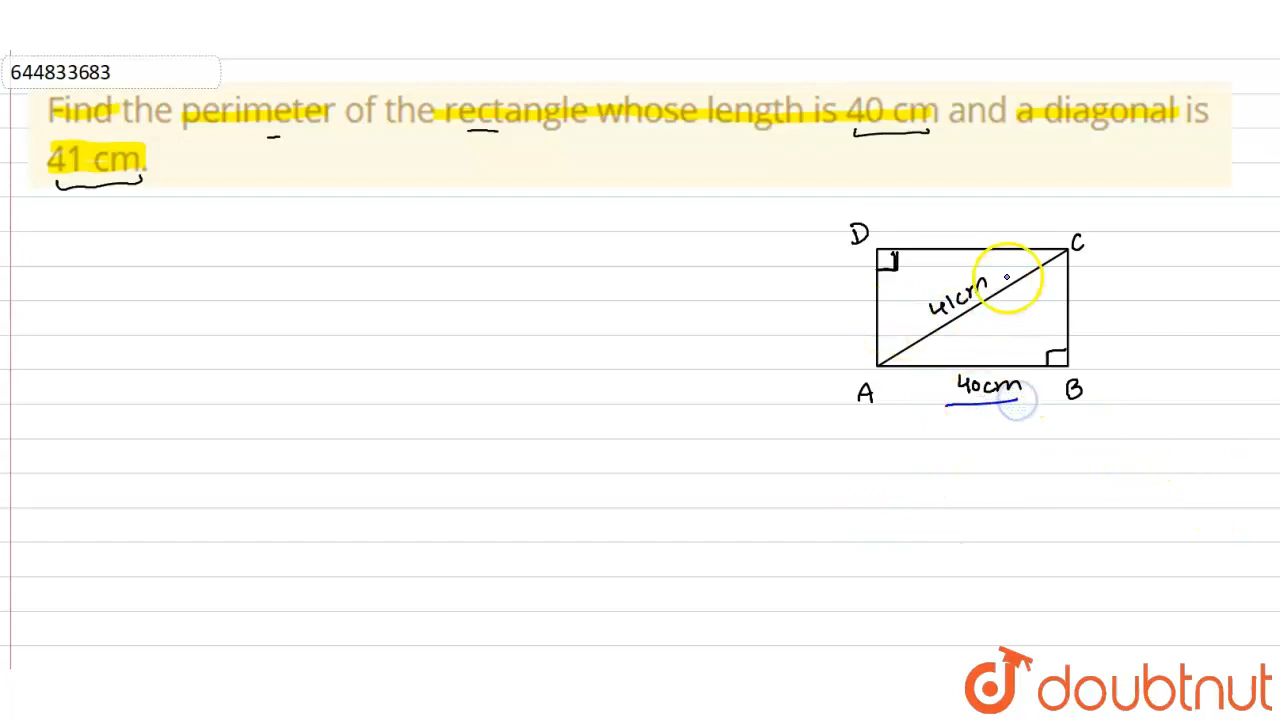 644833683
Find the perimeter of the rectangle whose length is 40 cm and a diagonal is
41 cm.
D
C
41cm
A
40cm
B
doubtnut